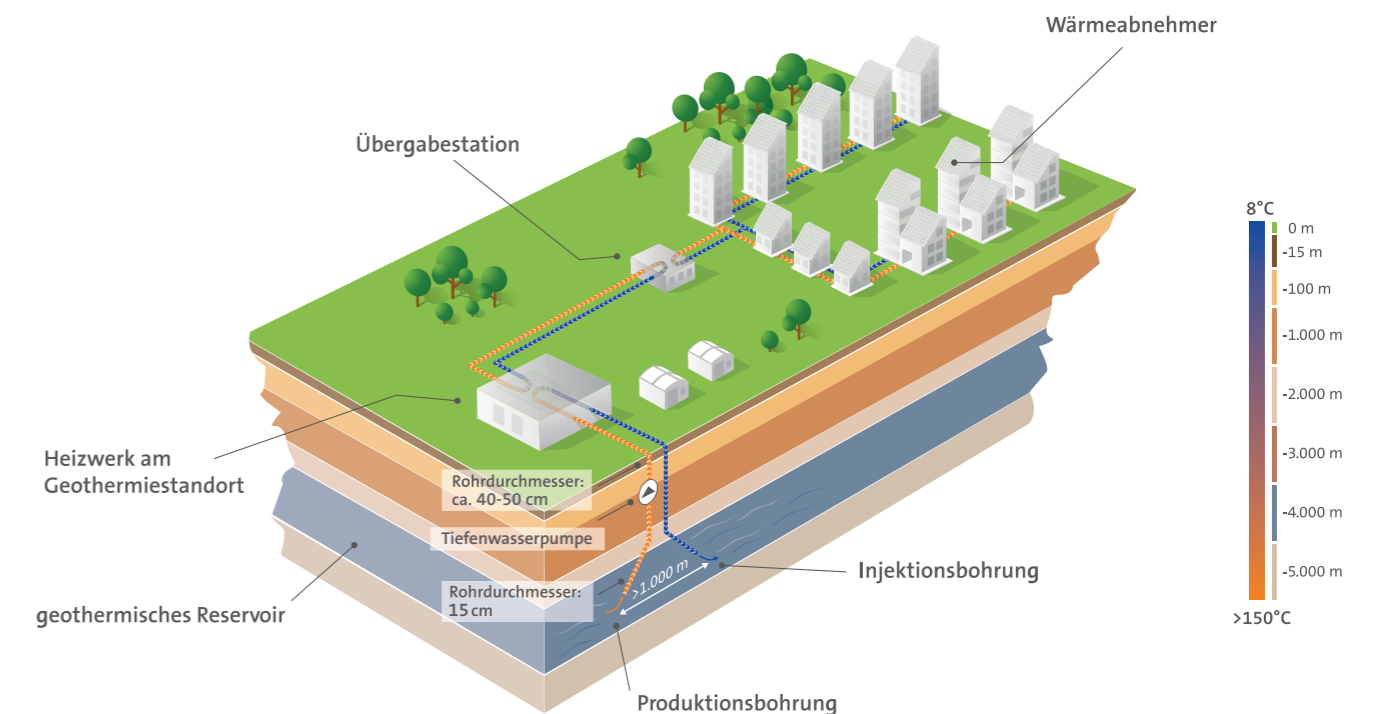 Wärmeabnehmer
Übergabestation
8°C
0 m
-15 m
-100 m
-1.000 m
-2.000 m
-3.000 m
-4.000 m
-5.000 m
>150°C
Heizwerk am
Geothermiestandort
Rohrdurchmesser:
ca. 40-50 cm
Tiefenwasserpumpe
Rohrdurchmesser:
15 cm
>1.000 m
Injektionsbohrung
geothermisches Reservoir
Produktionsbohrung